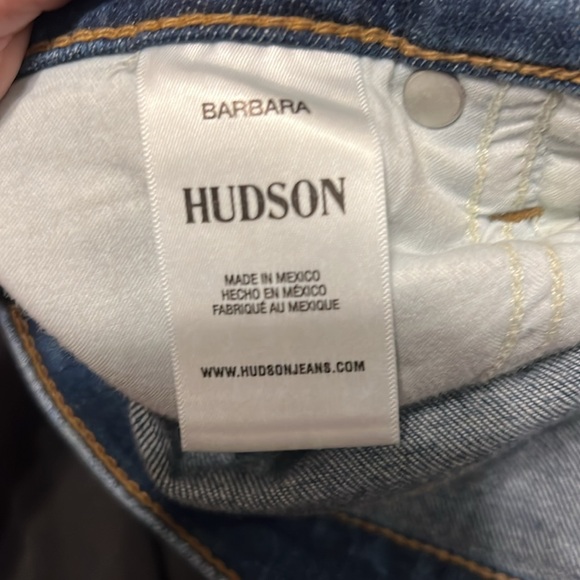 BARBARA
HUDSON
MADE IN MEXICO
HECHO EN MÉXICO
FABRIQUÉ AU MEXIQUE
WWW.HUDSONJEANS.COM